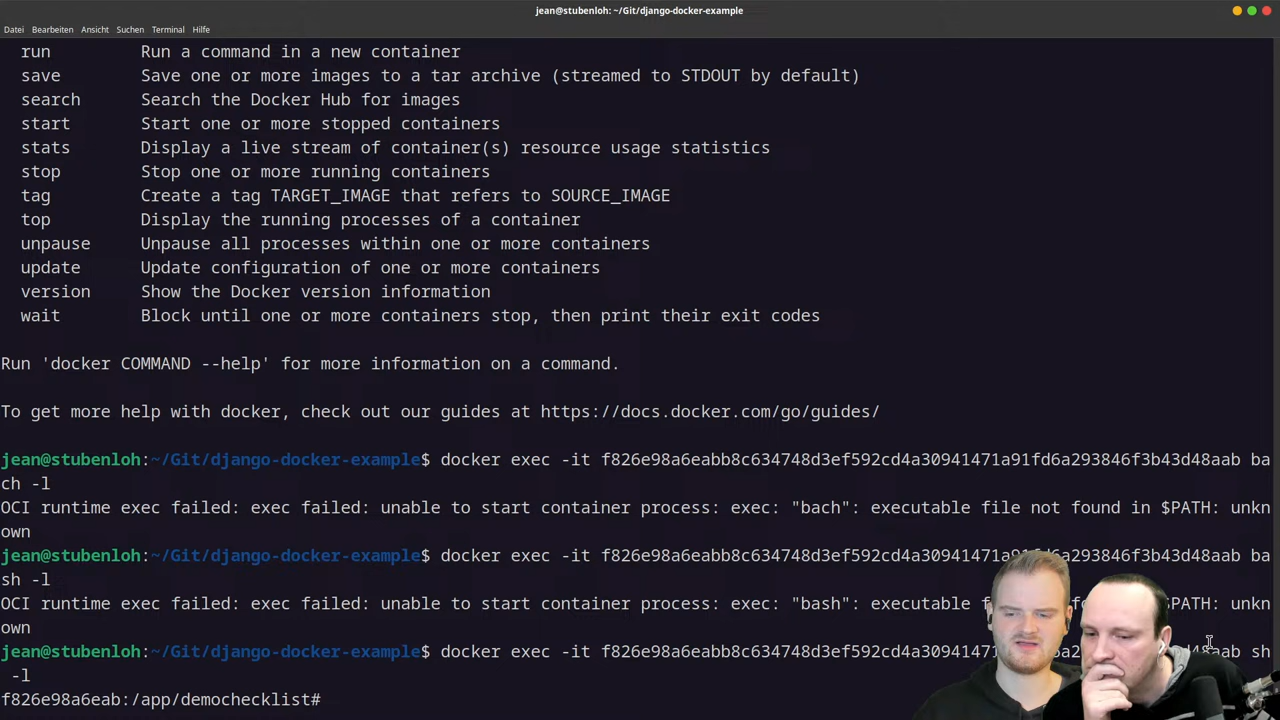 jean@stubenloh: ~/Git/django-docker-example
Datei Bearbeiten Ansicht Suchen Terminal Hilfe
run Run a command in a new container
save Save one or more images to a tar archive (streamed to STDOUT by default)
search Search the Docker Hub for images
start Start one or more stopped containers
stats Display a live stream of container(s) resource usage statistics
stop Stop one or more running containers
tag Create a tag TARGET_IMAGE that refers to SOURCE_IMAGE
top Display the running processes of a container
unpause Unpause all processes within one or more containers
update Update configuration of one or more containers
version Show the Docker version information
wait Block until one or more containers stop, then print their exit codes
Run 'docker COMMAND --help' for more information on a command.
To get more help with docker, check out our guides at https://docs.docker.com/go/guides/
jean@stubenloh:~/Git/django-docker-example$ docker exec -it f826e98a6eabb8c634748d3ef592cd4a30941471a91fd6a293846f3b43d48aab ba
ch -l
OCI runtime exec failed: exec failed: unable to start container process: exec: "bach": executable file not found in $PATH: unkn
own
jean@stubenloh:~/Git/django-docker-example$ docker exec -it f826e98a6eabb8c634748d3ef592cd4a30941471a91fd6a293846f3b43d48aab ba
sh -l
OCI runtime exec failed: exec failed: unable to start container process: exec: "bash": executable $PATH: unkn
own
jean@stubenloh:~/Git/django-docker-example$ docker exec -it sh
-l
f826e98a6eab:/app/demochecklist#